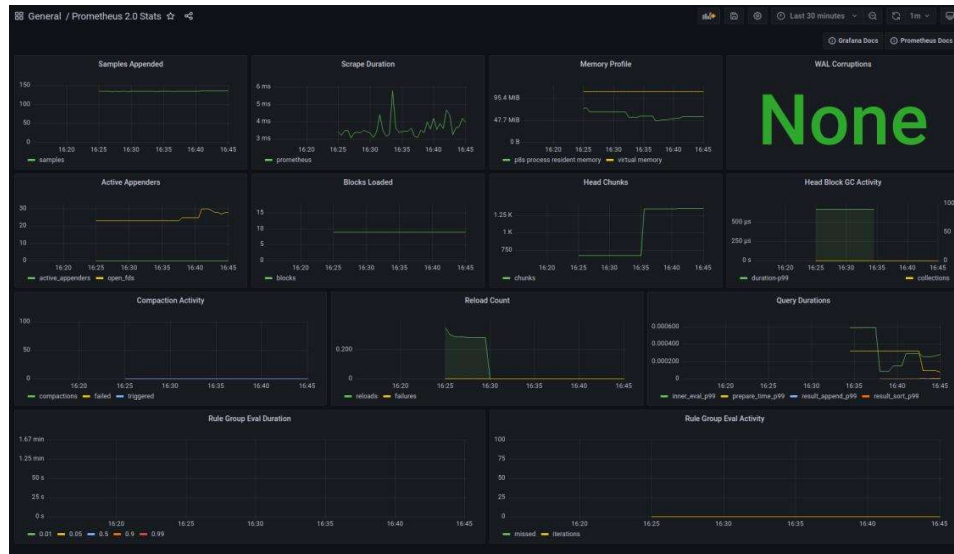 General / Prometheus 2.0 Stats
Last 30 minutes
1m
Grafana Docs
Prometheus Docs
Samples Appended
150
100
50
0
16:20 16:25 16:30 16:35 16:40 16:45
samples
Scrape Duration
6 ms
5 ms
4 ms
3 ms
16:20 16:25 16:30 16:35 16:40 16:45
prometheus
Memory Profile
95.4 MiB
47.7 MiB
0 B
16:20 16:25 16:30 16:35 16:40 16:45
p8s process resident memory virtual memory
WAL Corruptions
None
Active Appenders
30
20
10
0
16:20 16:25 16:30 16:35 16:40 16:45
active_appenders open_fds
Blocks Loaded
15
10
5
0
16:20 16:25 16:30 16:35 16:40 16:45
blocks
Head Chunks
1.25 K
1 K
750
16:20 16:25 16:30 16:35 16:40 16:45
chunks
Head Block GC Activity
500 µs
250 µs
0 s
100
50
0
16:20 16:25 16:30 16:35 16:40 16:45
duration-p99 collections
Compaction Activity
100
50
0
16:20 16:25 16:30 16:35 16:40 16:45
compactions failed triggered
Reload Count
0.200
0
16:20 16:25 16:30 16:35 16:40 16:45
reloads failures
Query Durations
0.000600
0.000400
0.000200
0
16:20 16:25 16:30 16:35 16:40 16:45
inner_eval_p99 prepare_time_p99 result_append_p99 result_sort_p99
Rule Group Eval Duration
1.67 min
1.25 min
50 s
25 s
0 s
16:20 16:25 16:30 16:35 16:40 16:45
0.01 0.05 0.5 0.9 0.99
Rule Group Eval Activity
100
75
50
25
0
16:20 16:25 16:30 16:35 16:40 16:45
missed iterations